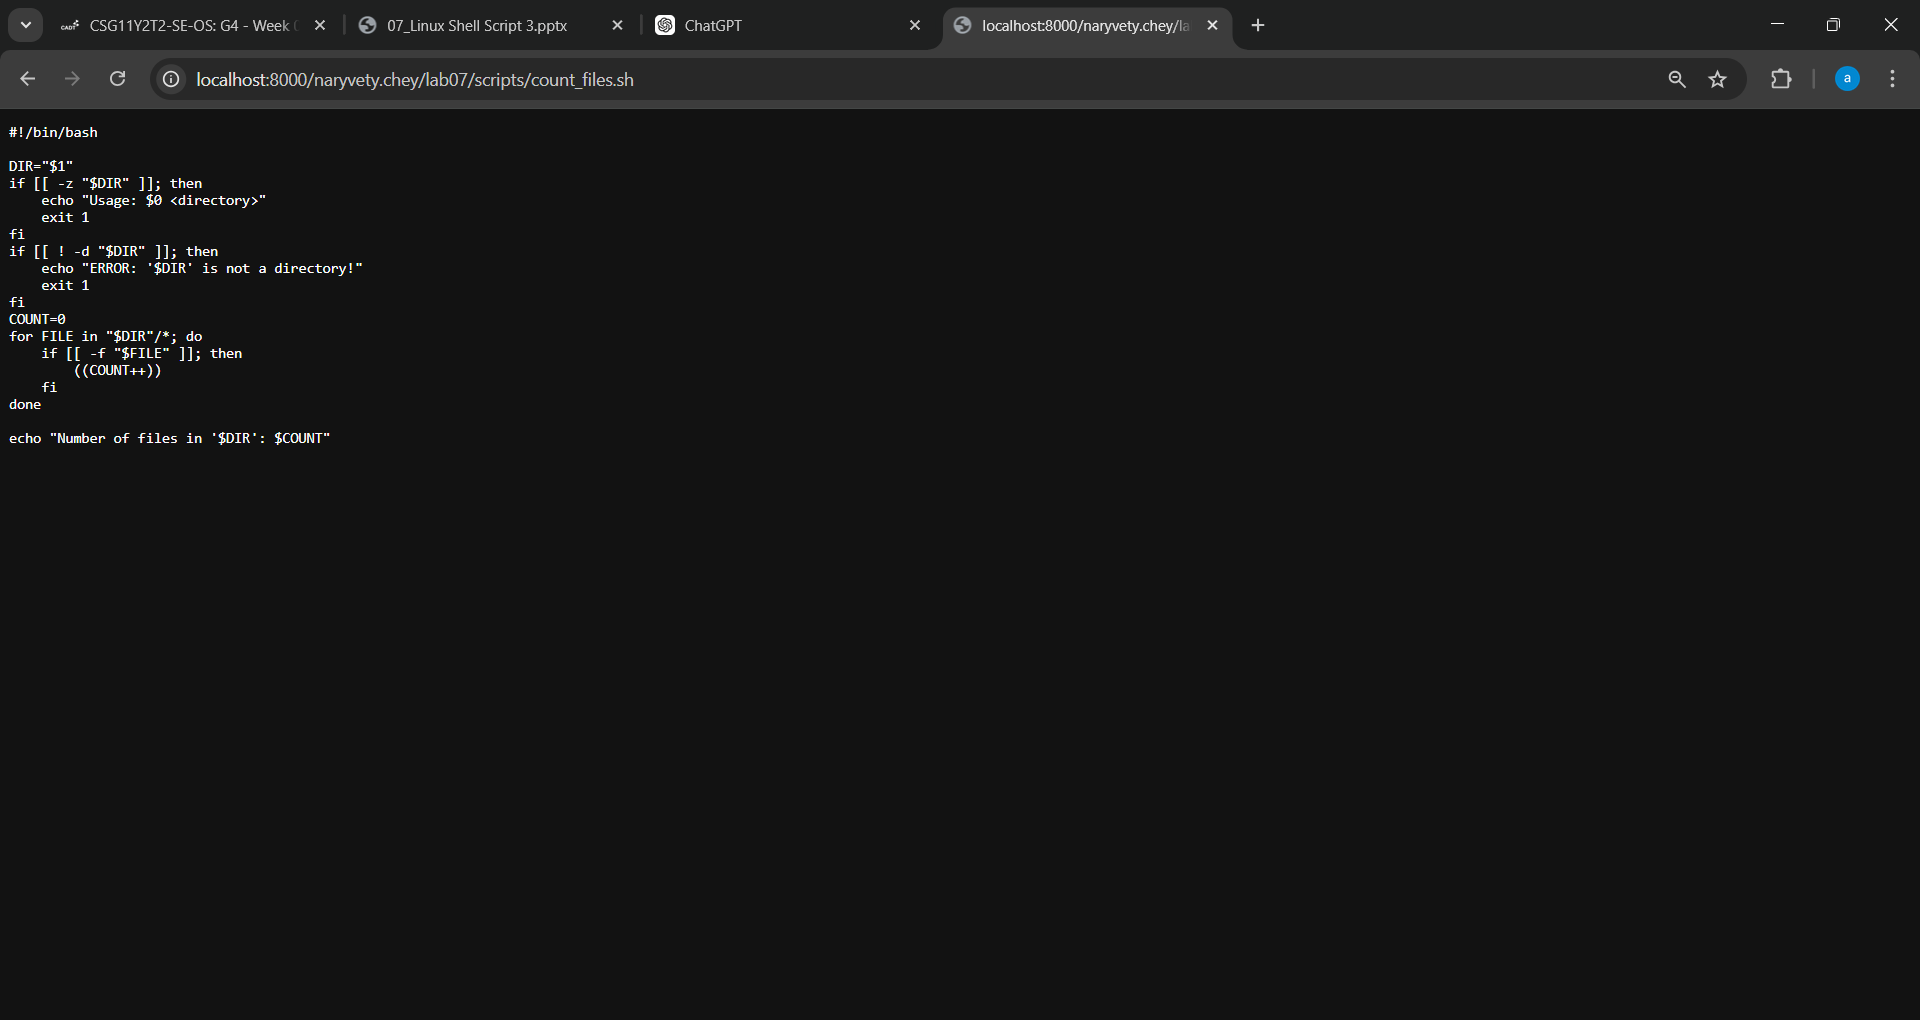 CSG11Y2T2-SE-OS: G4 - Week
07_Linux Shell Script 3.pptx
ChatGPT
localhost:8000/naryvety.chey/la
localhost:8000/naryvety.chey/lab07/scripts/count_files.sh
a
#!/bin/bash
DIR="$1"
if [[ -z "$DIR" ]]; then
    echo "Usage: $0 <directory>"
    exit 1
fi
if [[ ! -d "$DIR" ]]; then
    echo "ERROR: '$DIR' is not a directory!"
    exit 1
fi
COUNT=0
for FILE in "$DIR"/*; do
    if [[ -f "$FILE" ]]; then
        ((COUNT++))
    fi
done
echo "Number of files in '$DIR': $COUNT"